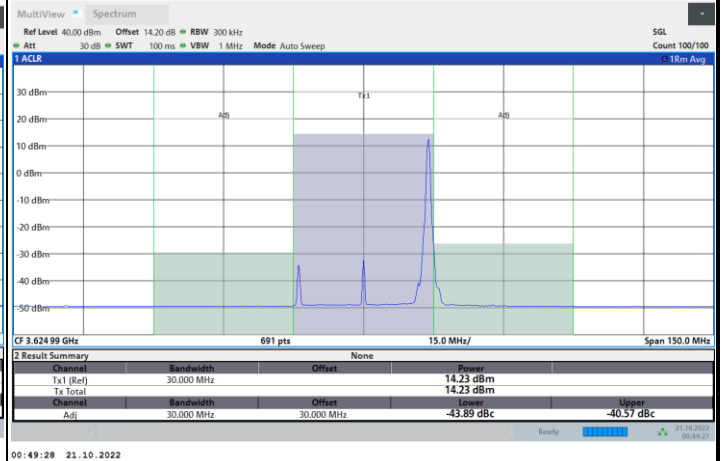 MultiView Spectrum
Ref Level 40.00 dBm Offset 14.20 dB RBW 300 kHz SGL
Att 30 dB SWT 100 ms VBW 1 MHz Mode Auto Sweep Count 100/100
1 ACLR 1Rm Avg
Tx1
Adj Adj
30 dBm
20 dBm
10 dBm
0 dBm
-10 dBm
-20 dBm
-30 dBm
-40 dBm
-50 dBm
CF 3.624 99 GHz 691 pts 15.0 MHz/ Span 150.0 MHz
2 Result Summary None
Channel Bandwidth Offset Power
Tx1 (Ref) 30.000 MHz 14.23 dBm
Tx Total 14.23 dBm
Channel Bandwidth Offset Lower Upper
Adj 30.000 MHz 30.000 MHz -43.89 dBc -40.57 dBc
Ready 21.10.2022
00:49:27
00:49:28 21.10.2022